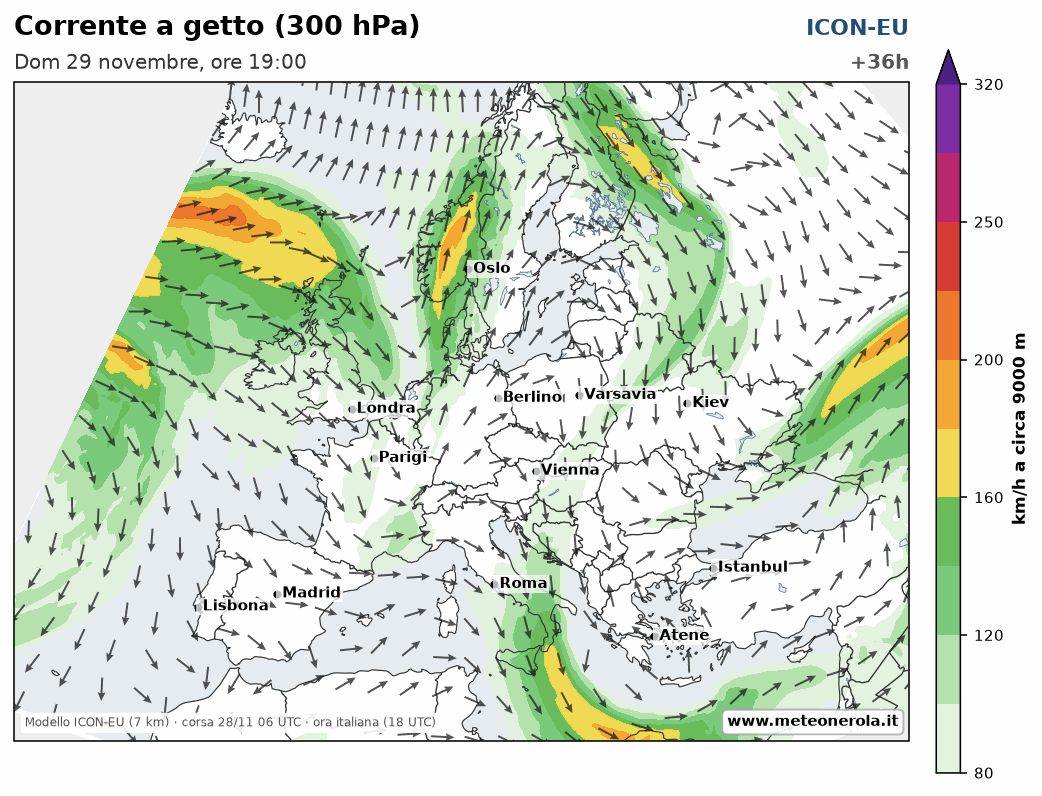 Corrente a getto (300 hPa)
ICON-EU
Dom 29 novembre, ore 19:00
+36h
320
250
200
160
120
80
km/h a circa 9000 m
Oslo
Berlino
Varsavia
Kiev
Londra
Parigi
Vienna
Istanbul
Roma
Madrid
Lisbona
Atene
Modello ICON-EU (7 km) · corsa 28/11 06 UTC · ora italiana (18 UTC)
www.meteonerola.it